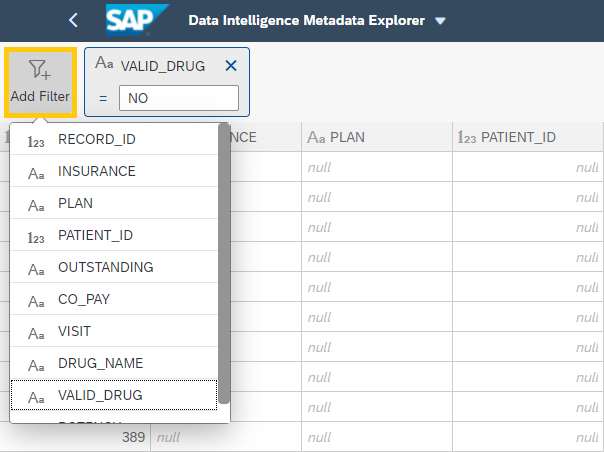 SAP Data Intelligence Metadata Explorer
Add Filter
Aa VALID_DRUG
= NO
NCE Aa PLAN 123 PATIENT_ID
123 RECORD_ID
Aa INSURANCE
Aa PLAN
123 PATIENT_ID
Aa OUTSTANDING
Aa CO_PAY
Aa VISIT
Aa DRUG_NAME
Aa VALID_DRUG
null null
null null
null null
null null
null null
null null
null null
null null
null null
389 null null null